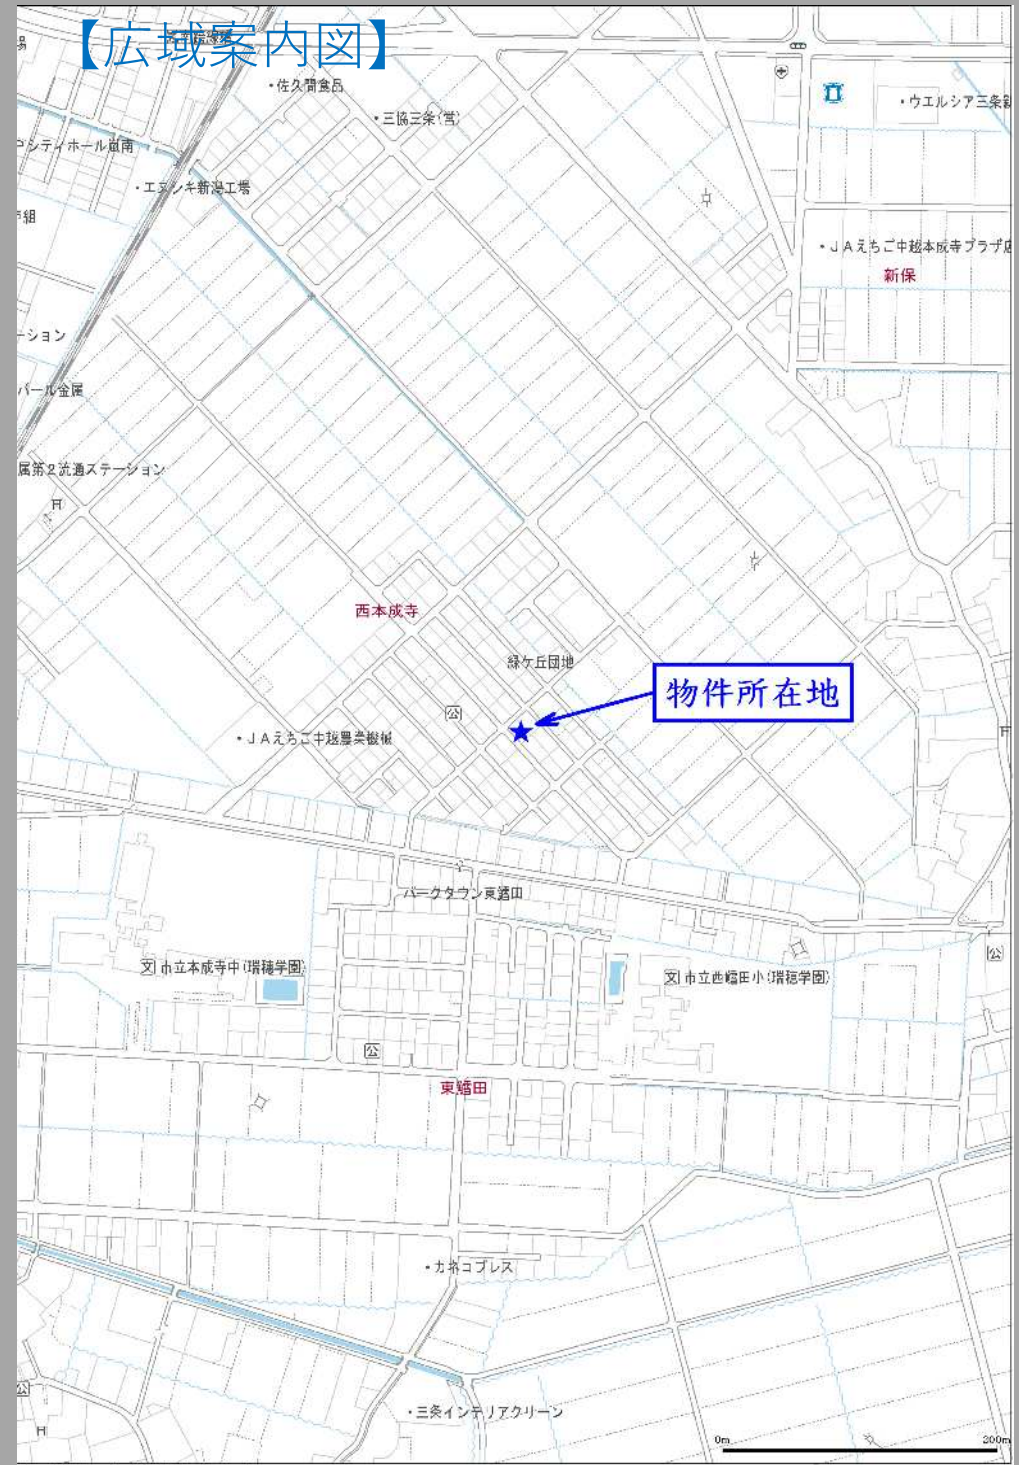 【広域案内図】
・佐久間食品
・三協三条(営)
・ウエルシア三条
シティホール嵐南
・エヌシキ新潟工場
組
・JAえちご中越本成寺プラザ店
新保
ーション
パール金属
属第2流通ステーション
西本成寺
緑ケ丘団地
物件所在地
公
・JAえちご中越農業機械
パークタウン東鱈田
公
文 市立本成寺中(瑞穂学園)
文 市立西鱈田小(瑞穂学園)
公
東鱈田
・カネコプレス
公
・三条インテリアクリーン
0m
200m